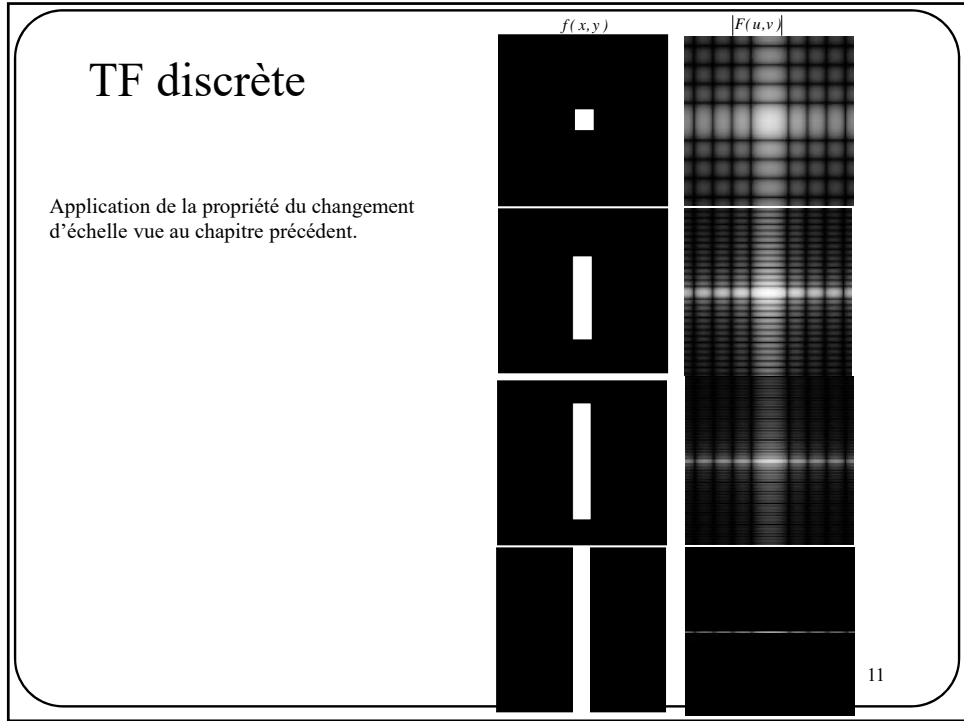 f(x,y)
|F(u,v)|
TF discrète
Application de la propriété du changement
d'échelle vue au chapitre précédent.
11